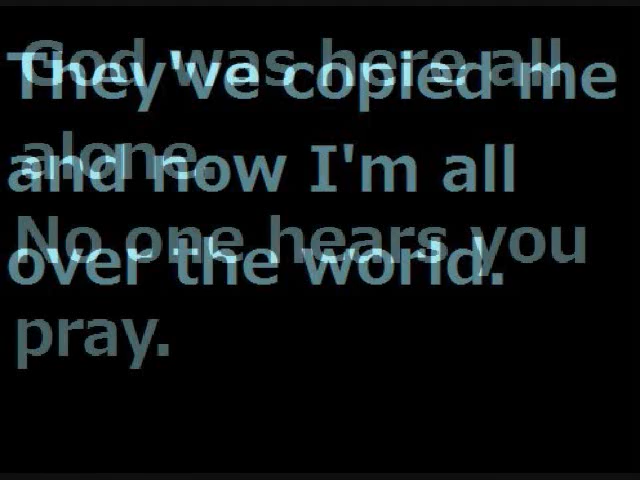 God was here all
alone.
No one hears you
pray.
They've copied me
and now I'm all
over the world.